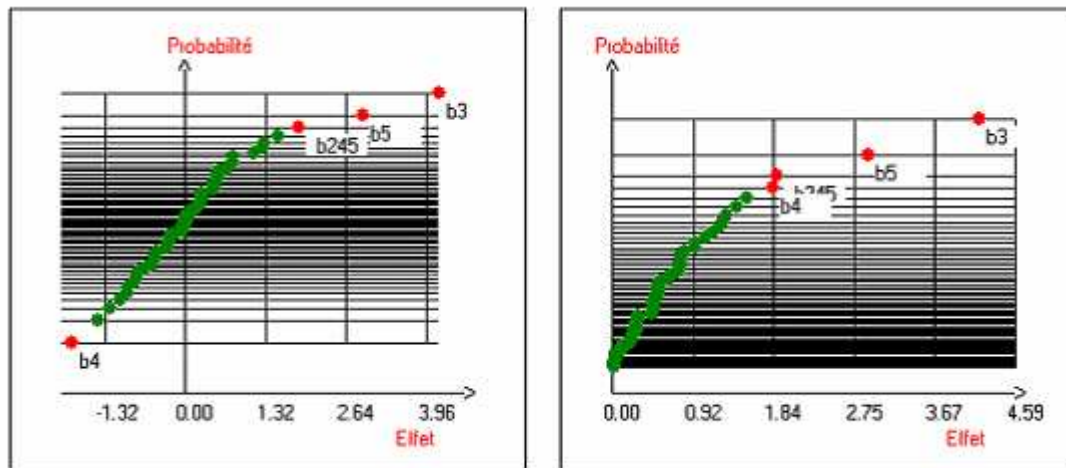 Probabilité
b3
b5
b245
b4
-1.32 0.00 1.32 2.64 3.96
Effet
Probabilité
b3
b5
b245
b4
0.00 0.92 1.84 2.75 3.67 4.59
Effet